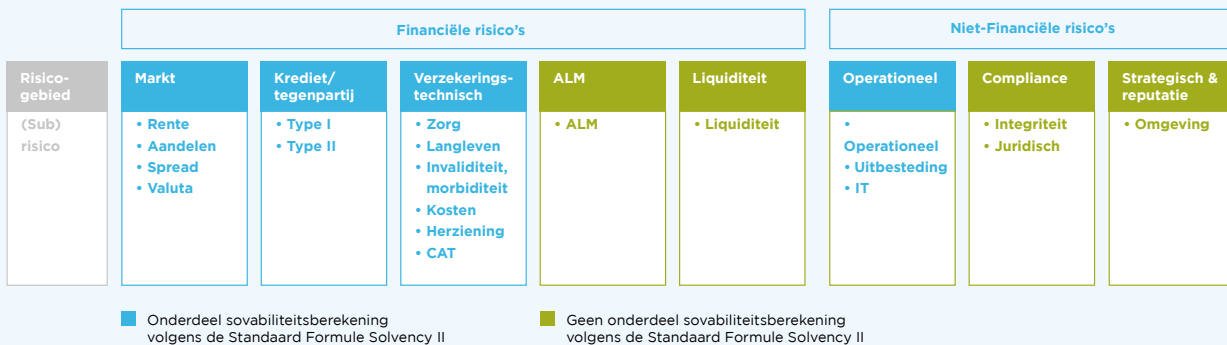 Financiële risico's
Niet-Financiële risico's
Risico-
gebied
(Sub)
risico
Markt
• Rente
• Aandelen
• Spread
• Valuta
Krediet/
tegenpartij
• Type I
• Type II
Verzekerings-
technisch
• Zorg
• Langleven
• Invaliditeit,
morbiditeit
• Kosten
• Herziening
• CAT
ALM
• ALM
Liquiditeit
• Liquiditeit
Operationeel
•
Operationeel
• Uitbesteding
• IT
Compliance
• Integriteit
• Juridisch
Strategisch &
reputatie
• Omgeving
Onderdeel sovabiliteitsberekening
volgens de Standaard Formule Solvency II
Geen onderdeel sovabiliteitsberekening
volgens de Standaard Formule Solvency II